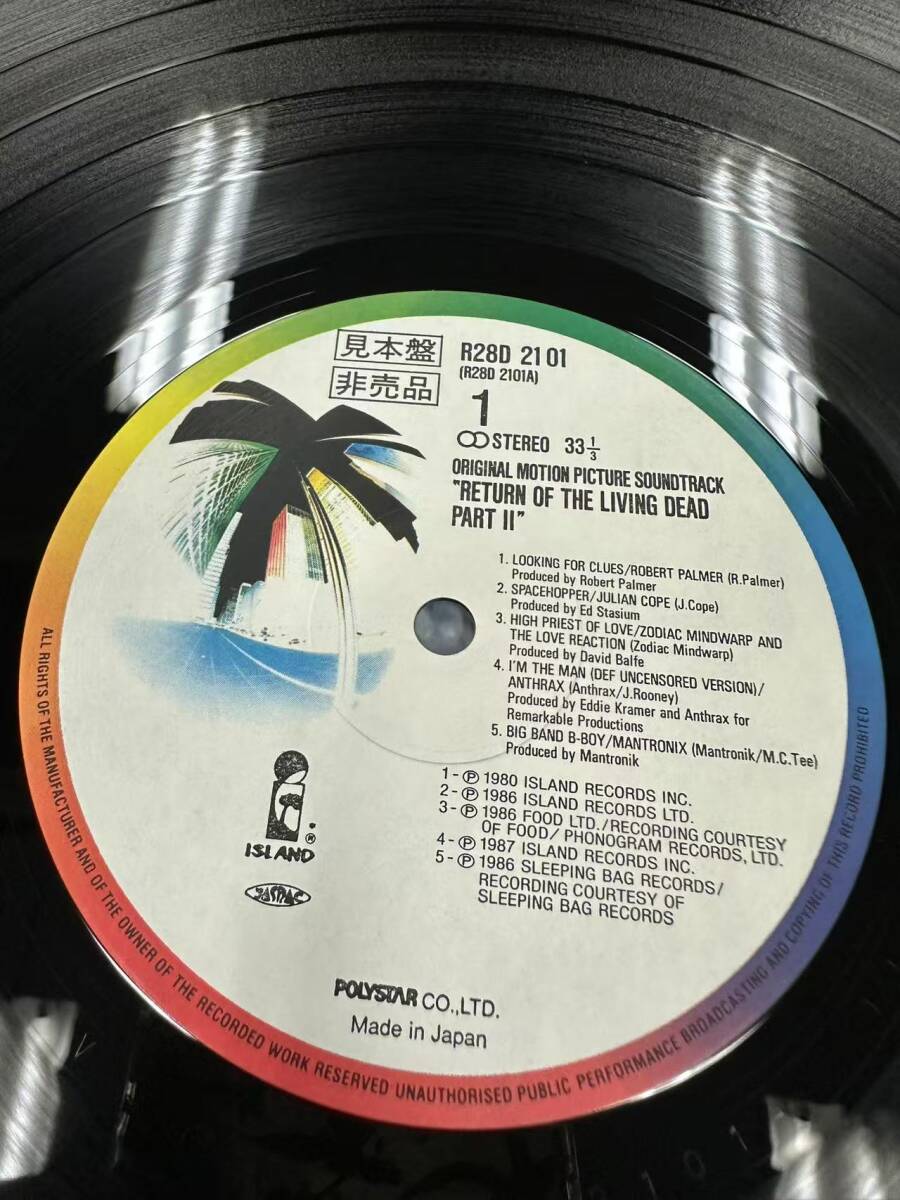 見本盤
非売品
R28D 2101
(R28D 2101A)
1
STEREO 33 1/3
ORIGINAL MOTION PICTURE SOUNDTRACK
"RETURN OF THE LIVING DEAD
PART II"
1. LOOKING FOR CLUES/ROBERT PALMER (R.Palmer)
Produced by Robert Palmer
2. SPACEHOPPER/JULIAN COPE (J.Cope)
Produced by Ed Stasium
3. HIGH PRIEST OF LOVE/ZODIAC MINDWARP AND
THE LOVE REACTION (Zodiac Mindwarp)
Produced by David Balfe
4. I'M THE MAN (DEF UNCENSORED VERSION)/
ANTHRAX (Anthrax/J.Rooney)
Produced by Eddie Kramer and Anthrax for
Remarkable Productions
5. BIG BAND B-BOY/MANTRONIX (Mantronik/M.C.Tee)
Produced by Mantronik
1-Ⓟ 1980 ISLAND RECORDS INC.
2-Ⓟ 1986 ISLAND RECORDS LTD.
3-Ⓟ 1986 FOOD LTD./RECORDING COURTESY
OF FOOD/PHONOGRAM RECORDS, LTD.
4-Ⓟ 1987 ISLAND RECORDS INC.
5-Ⓟ 1986 SLEEPING BAG RECORDS/
RECORDING COURTESY OF
SLEEPING BAG RECORDS
i®
ISLAND
JASRAC
POLYSTAR CO.,LTD.
Made in Japan
ALL RIGHTS OF THE MANUFACTURER AND OF THE OWNER OF THE RECORDED WORK RESERVED UNAUTHORISED PUBLIC PERFORMANCE BROADCASTING AND COPYING OF THIS RECORD PROHIBITED